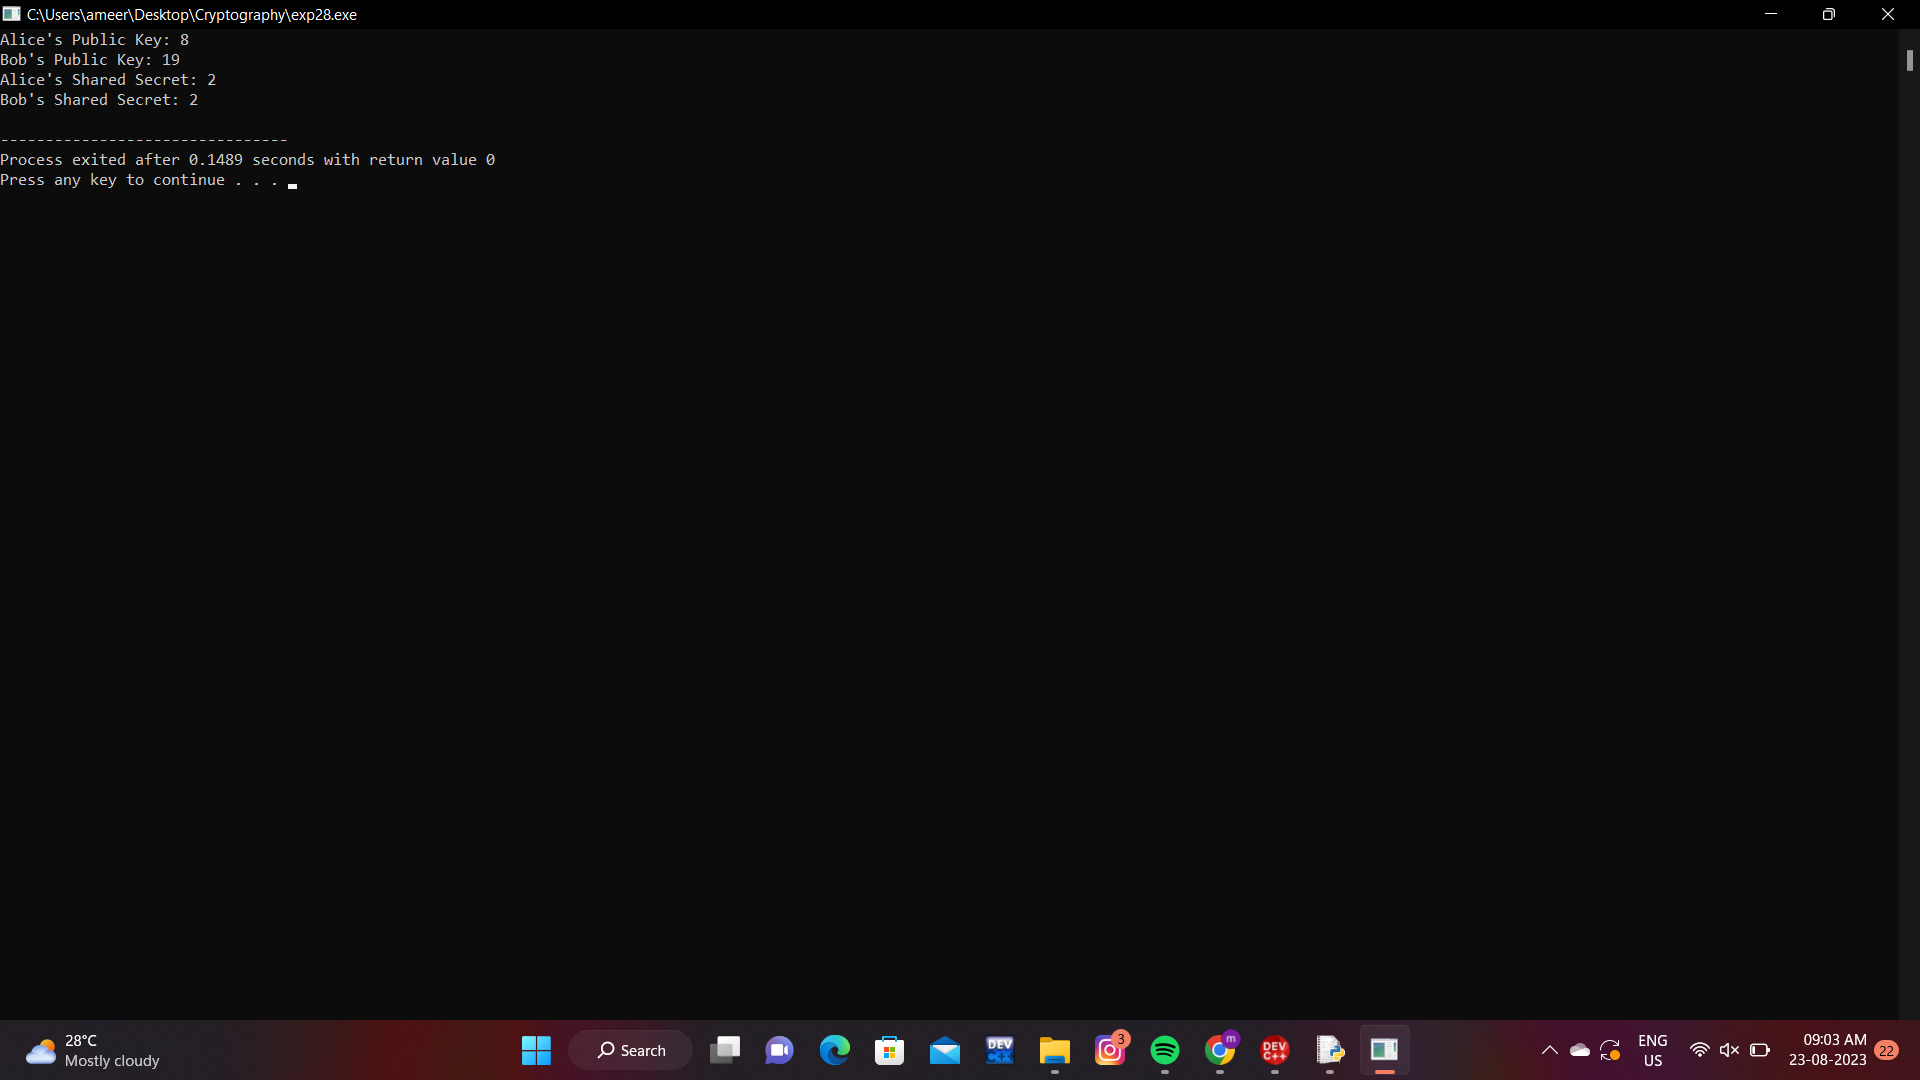 C:\Users\ameer\Desktop\Cryptography\exp28.exe
Alice's Public Key: 8
Bob's Public Key: 19
Alice's Shared Secret: 2
Bob's Shared Secret: 2
--------------------------------
Process exited after 0.1489 seconds with return value 0
Press any key to continue . . .
28°C
Mostly cloudy
Search
DEV
C++
3
m
DEV
C++
ENG
US
09:03 AM
23-08-2023
22